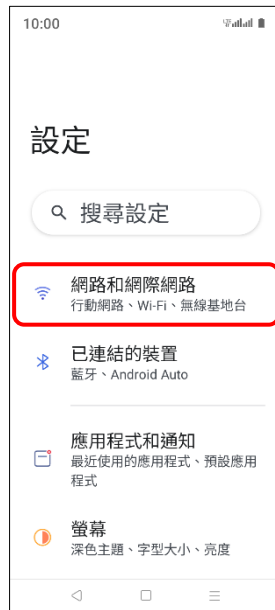 10:00
設定
搜尋設定
網路和網際網路
行動網路、Wi-Fi、無線基地台
已連結的裝置
藍牙、Android Auto
應用程式和通知
最近使用的應用程式、預設應用
程式
螢幕
深色主題、字型大小、亮度